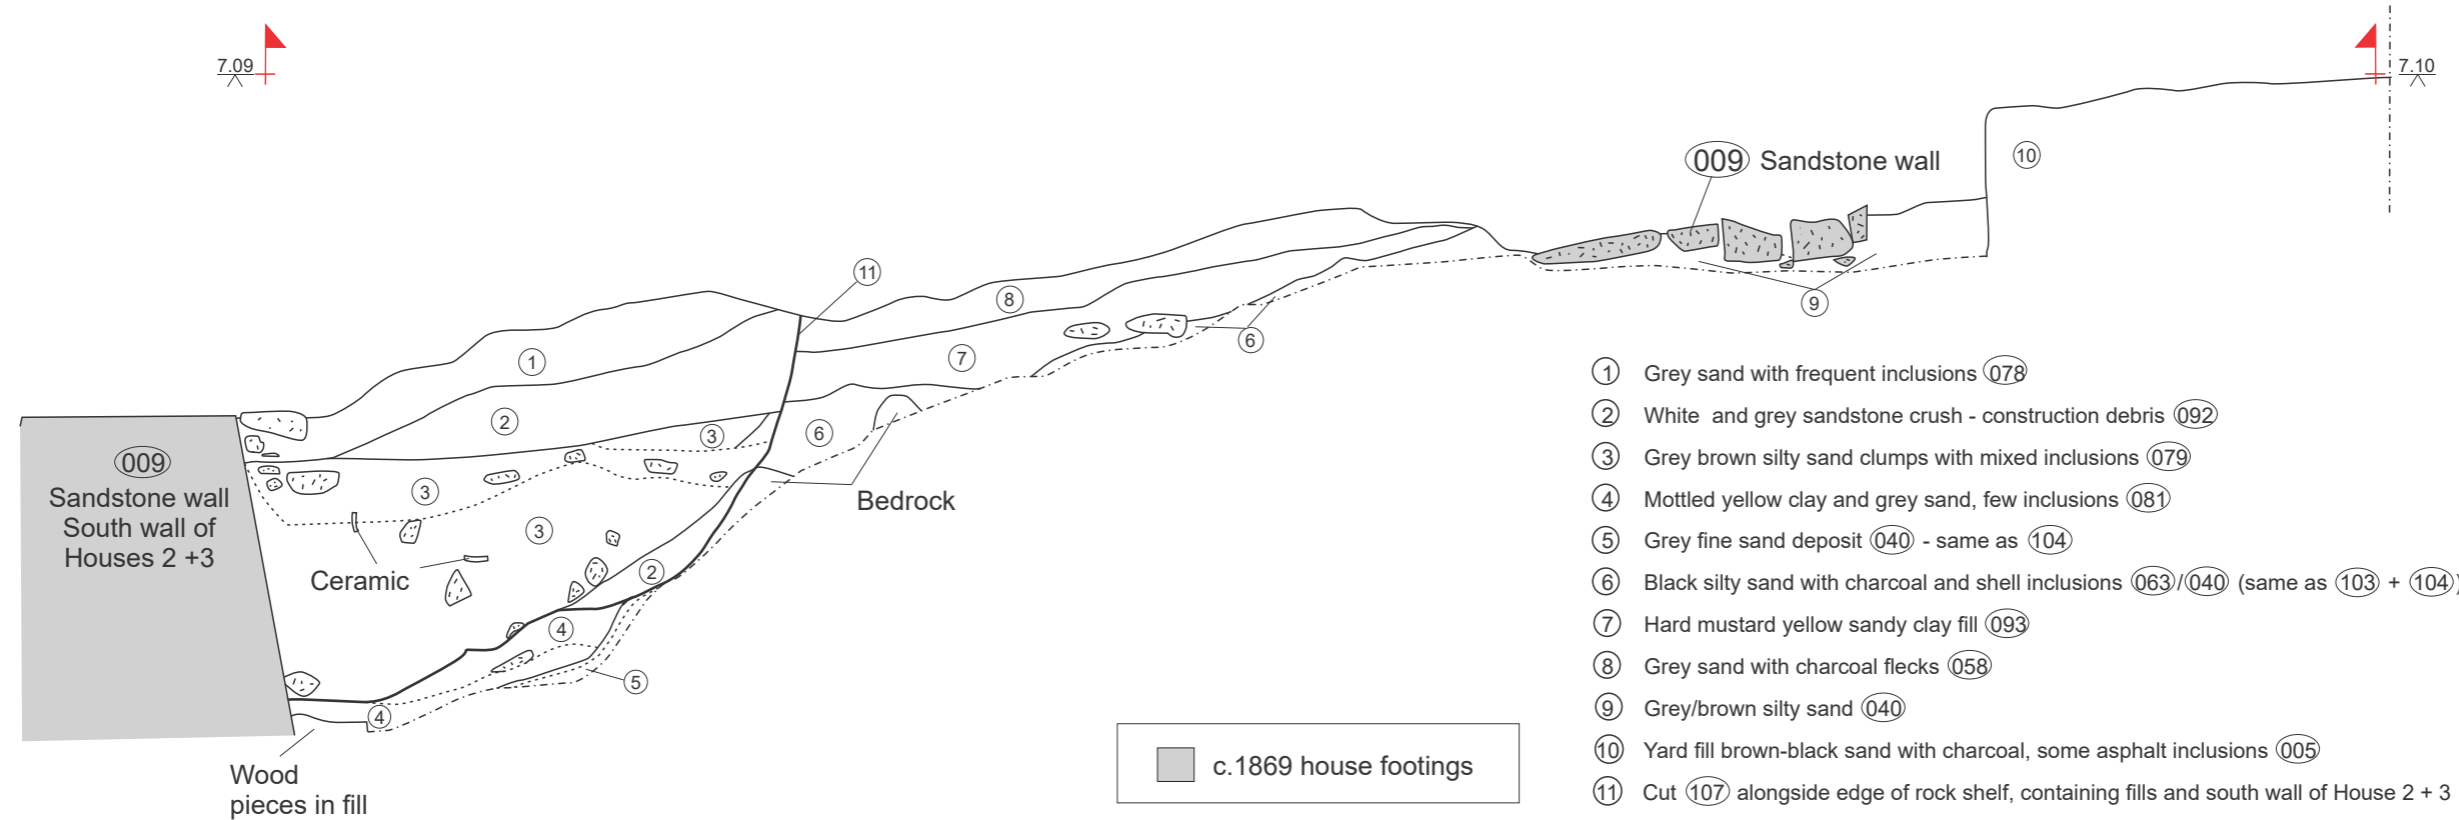 7.09
7.10
009 Sandstone wall
10
11
8
9
1
7
6
2
3
6
009
Sandstone wall
South wall of
Houses 2 +3
3
Bedrock
3
Ceramic
2
4
5
4
Wood
pieces in fill
c.1869 house footings
1 Grey sand with frequent inclusions 078
2 White and grey sandstone crush - construction debris 092
3 Grey brown silty sand clumps with mixed inclusions 079
4 Mottled yellow clay and grey sand, few inclusions 081
5 Grey fine sand deposit 040 - same as 104
6 Black silty sand with charcoal and shell inclusions 063/040 (same as 103 + 104)
7 Hard mustard yellow sandy clay fill 093
8 Grey sand with charcoal flecks 058
9 Grey/brown silty sand 040
10 Yard fill brown-black sand with charcoal, some asphalt inclusions 005
11 Cut 107 alongside edge of rock shelf, containing fills and south wall of House 2 + 3